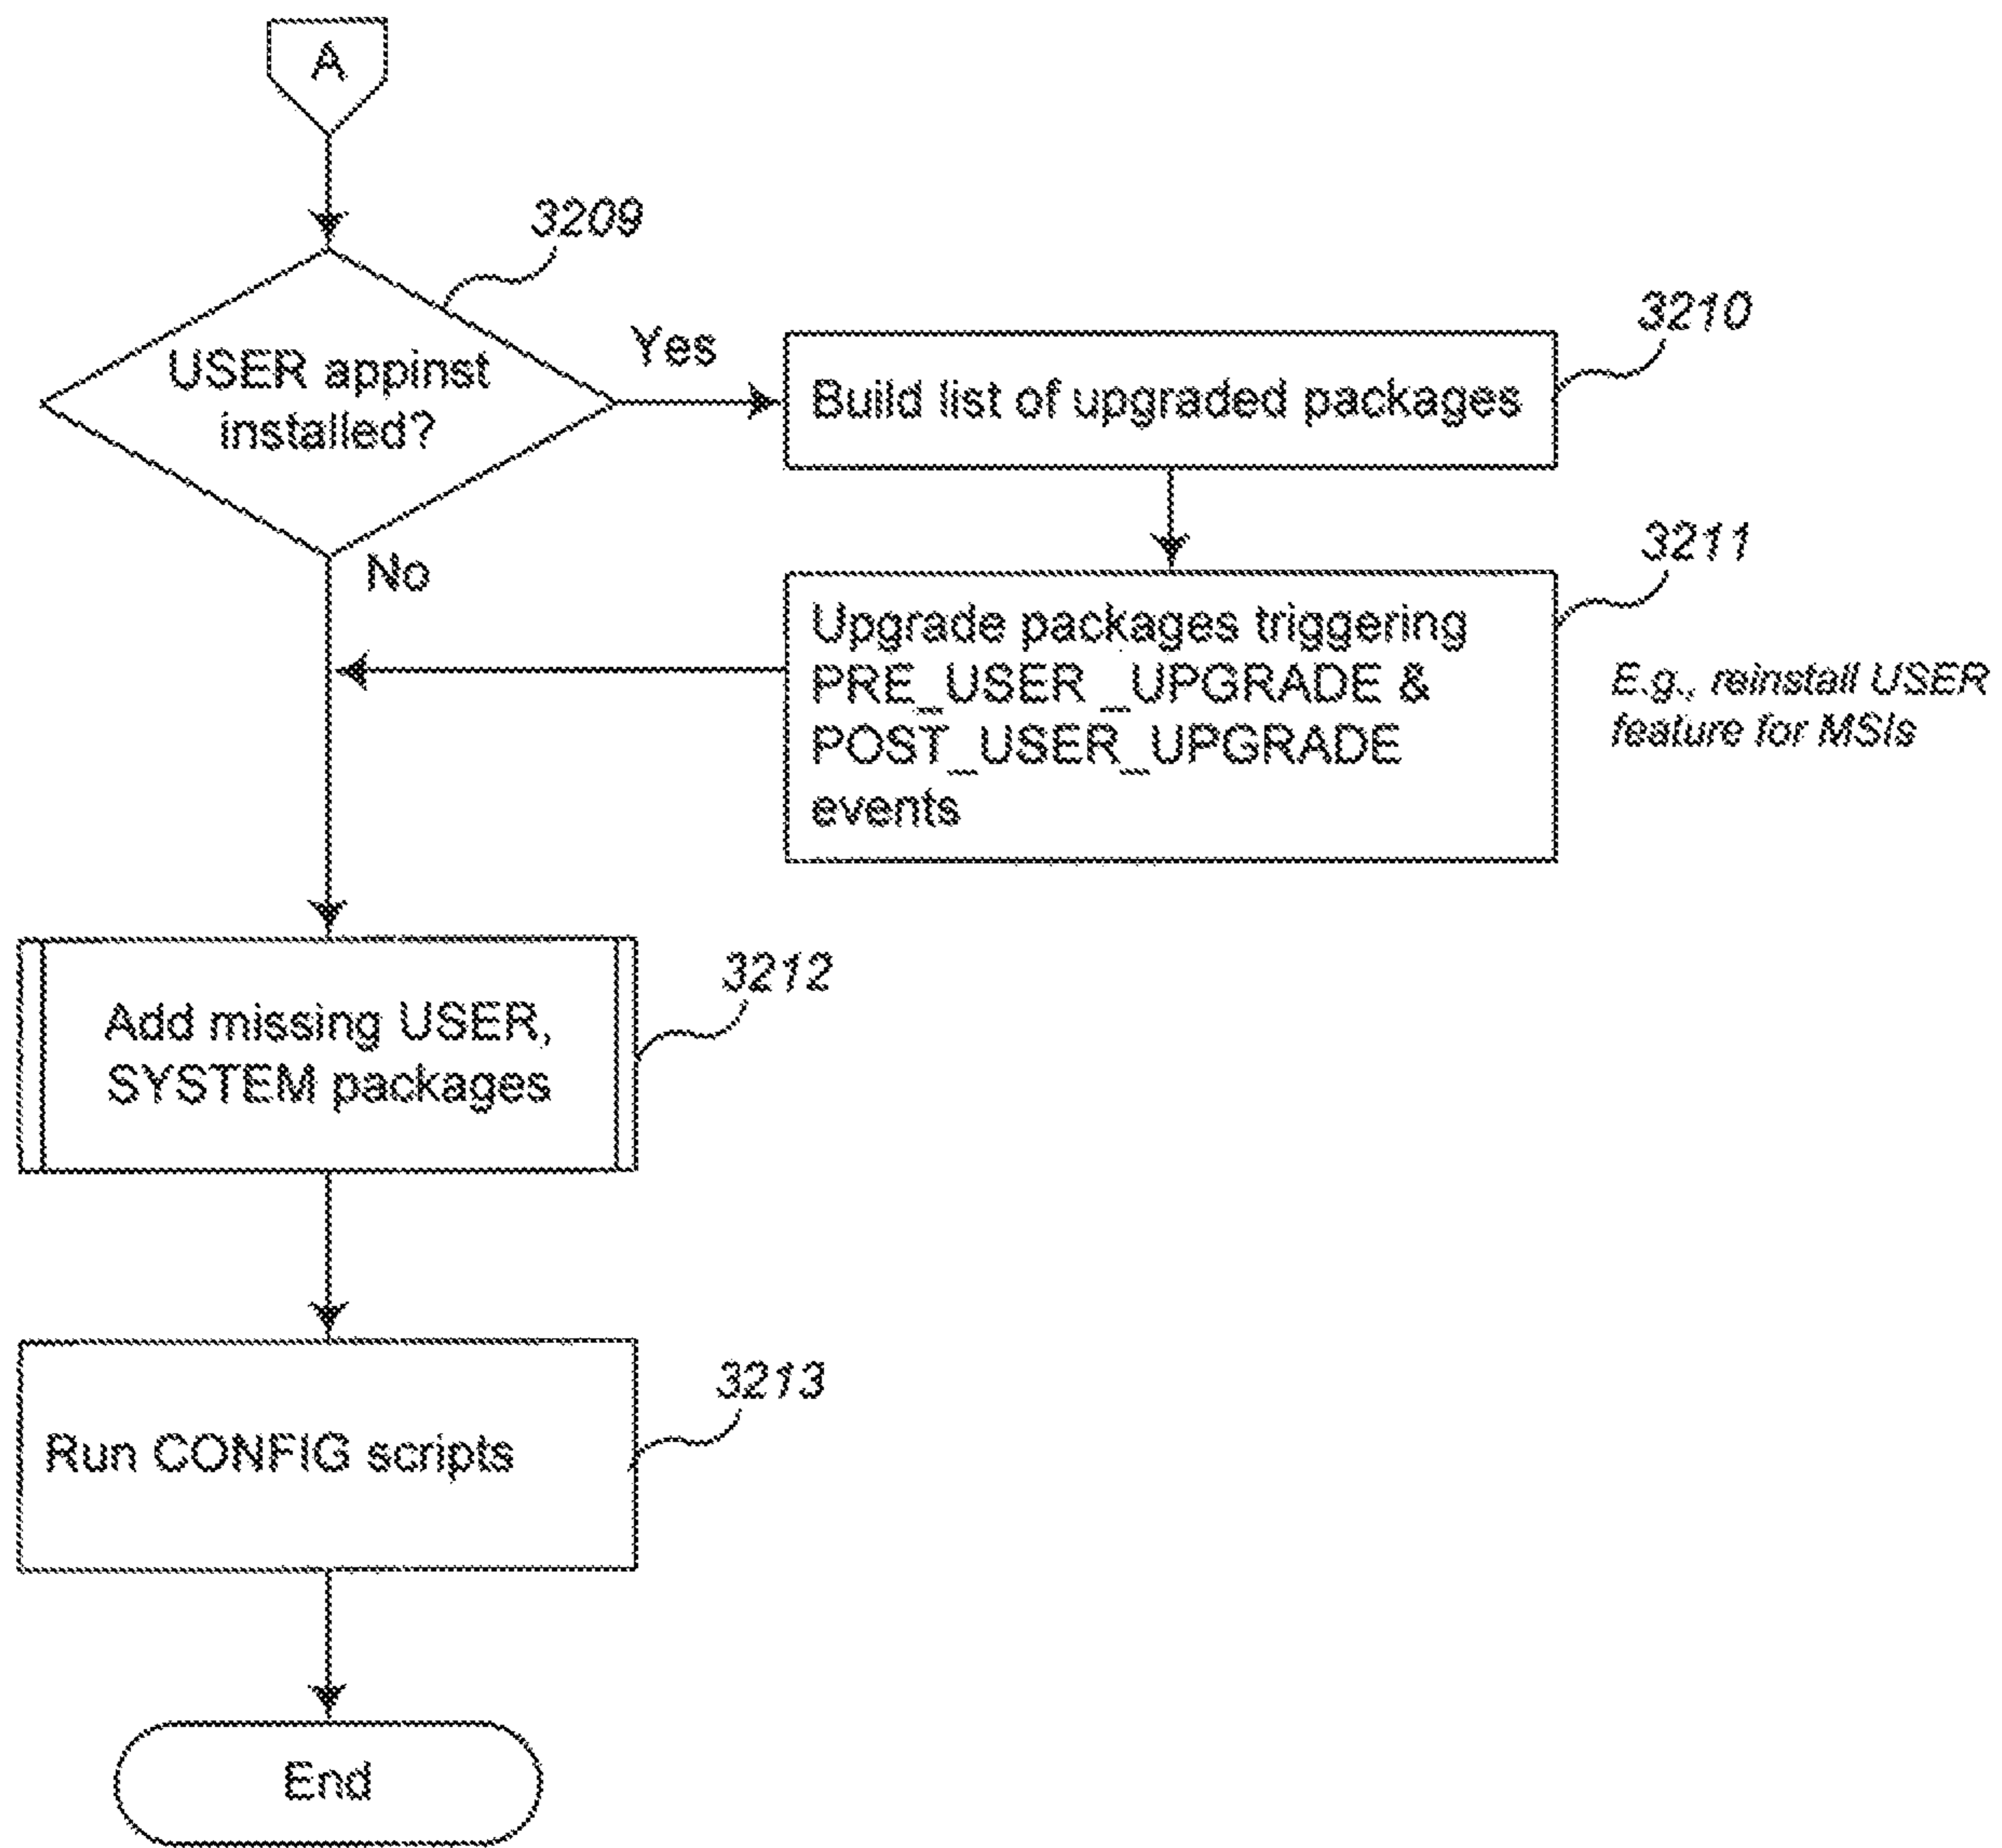 A
3209
USER appinst
installed?
Yes
3210
Build list of upgraded packages
No
3211
Upgrade packages triggering
PRE_USER _UPGRADE &
POST_USER_UPGRADE
events
E.g., reinstall USER
feature for MSIs
3212
Add missing USER,
SYSTEM packages
3213
Run CONFIG scripts
End